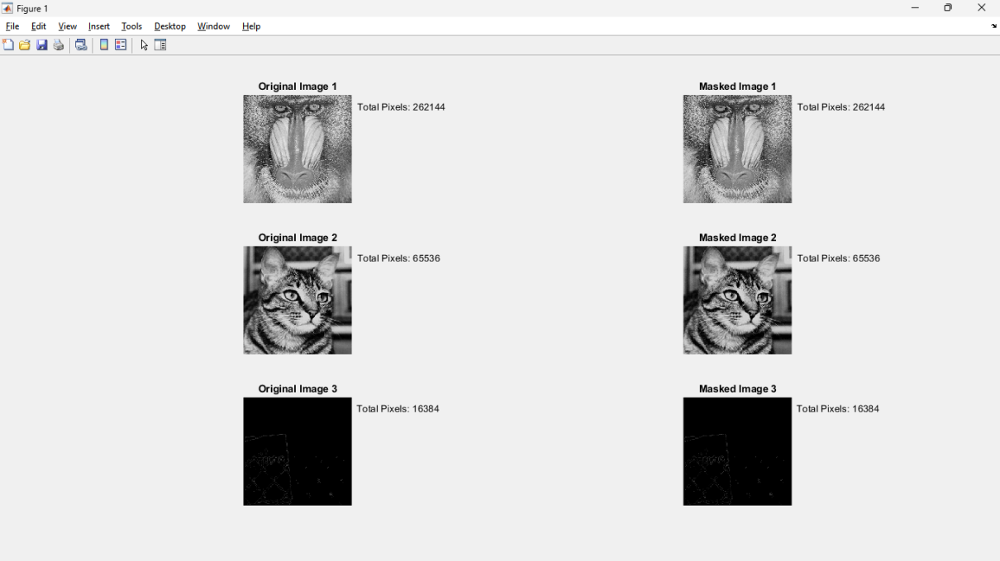 Figure 1
File Edit View Insert Tools Desktop Window Help
Original Image 1
Total Pixels: 262144
Masked Image 1
Total Pixels: 262144
Original Image 2
Total Pixels: 65536
Masked Image 2
Total Pixels: 65536
Original Image 3
Total Pixels: 16384
Masked Image 3
Total Pixels: 16384